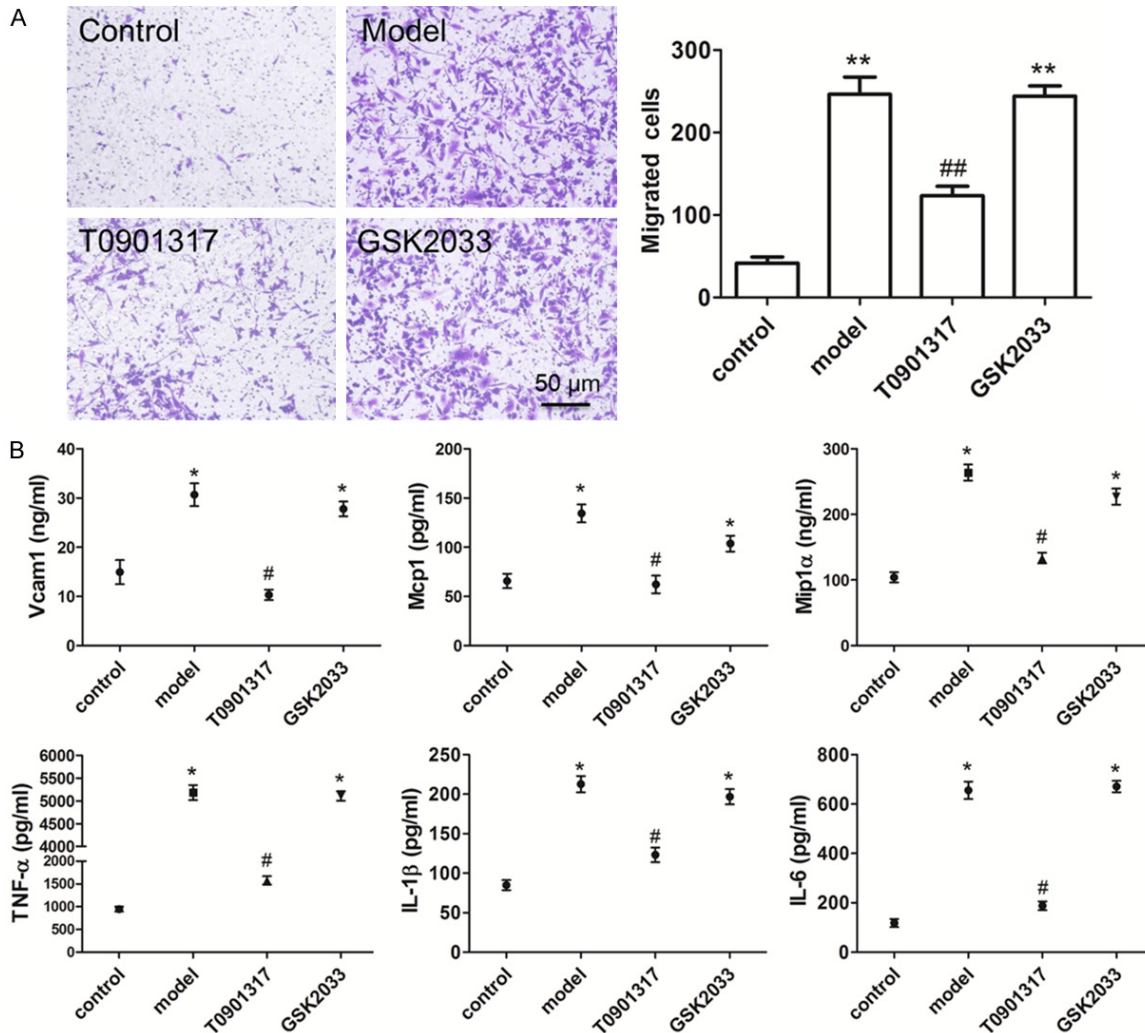 A
Control
Model
T0901317
GSK2033
50 μm
Migrated cells
300
200
100
0
**
##
**
control
model
T0901317
GSK2033
B
Vcam1 (ng/ml)
40
30
20
10
0
*
#
*
control
model
T0901317
GSK2033
Mcp1 (pg/ml)
200
150
100
50
0
*
#
*
control
model
T0901317
GSK2033
Mip1α (ng/ml)
300
200
100
0
*
#
*
control
model
T0901317
GSK2033
TNF-α (pg/ml)
6000
5500
5000
4500
4000
2000
1500
1000
500
0
*
#
*
control
model
T0901317
GSK2033
IL-1β (pg/ml)
250
200
150
100
50
0
*
#
*
control
model
T0901317
GSK2033
IL-6 (pg/ml)
800
600
400
200
0
*
#
*
control
model
T0901317
GSK2033